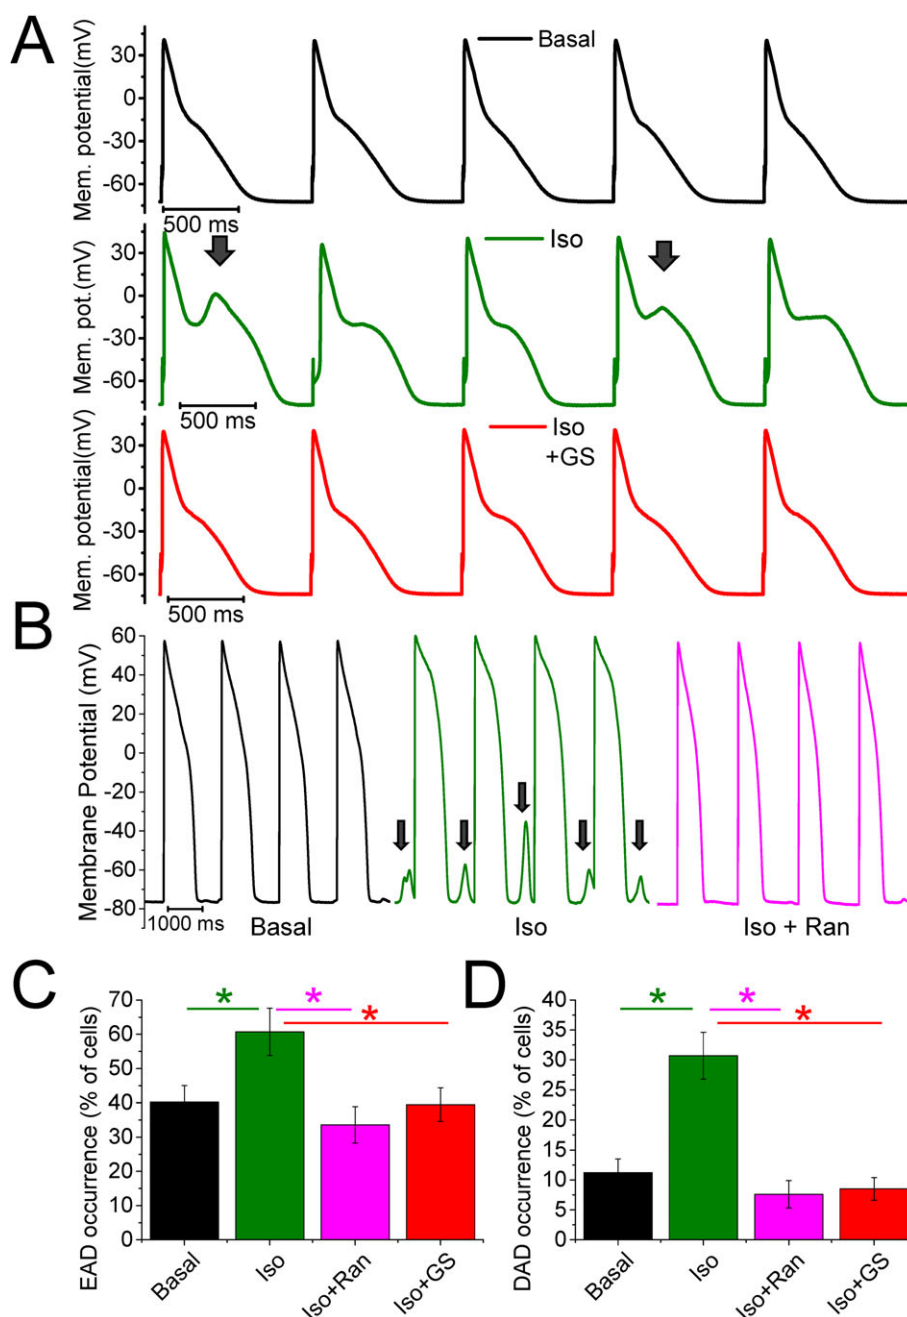 A
Mem. potential(mV)
30
0
-30
-60
Basal
500 ms
Mem. pot.(mV)
30
0
-30
-60
Iso
500 ms
Mem. potential(mV)
30
0
-30
-60
Iso
+GS
500 ms
B
Membrane Potential (mV)
60
40
20
0
-20
-40
-60
-80
1000 ms
Basal
Iso
Iso + Ran
C
EAD occurrence (% of cells)
70
60
50
40
30
20
10
0
*
*
*
Basal
Iso
Iso+Ran
Iso+GS
D
DAD occurrence (% of cells)
40
35
30
25
20
15
10
5
0
*
*
*
Basal
Iso
Iso+Ran
Iso+GS